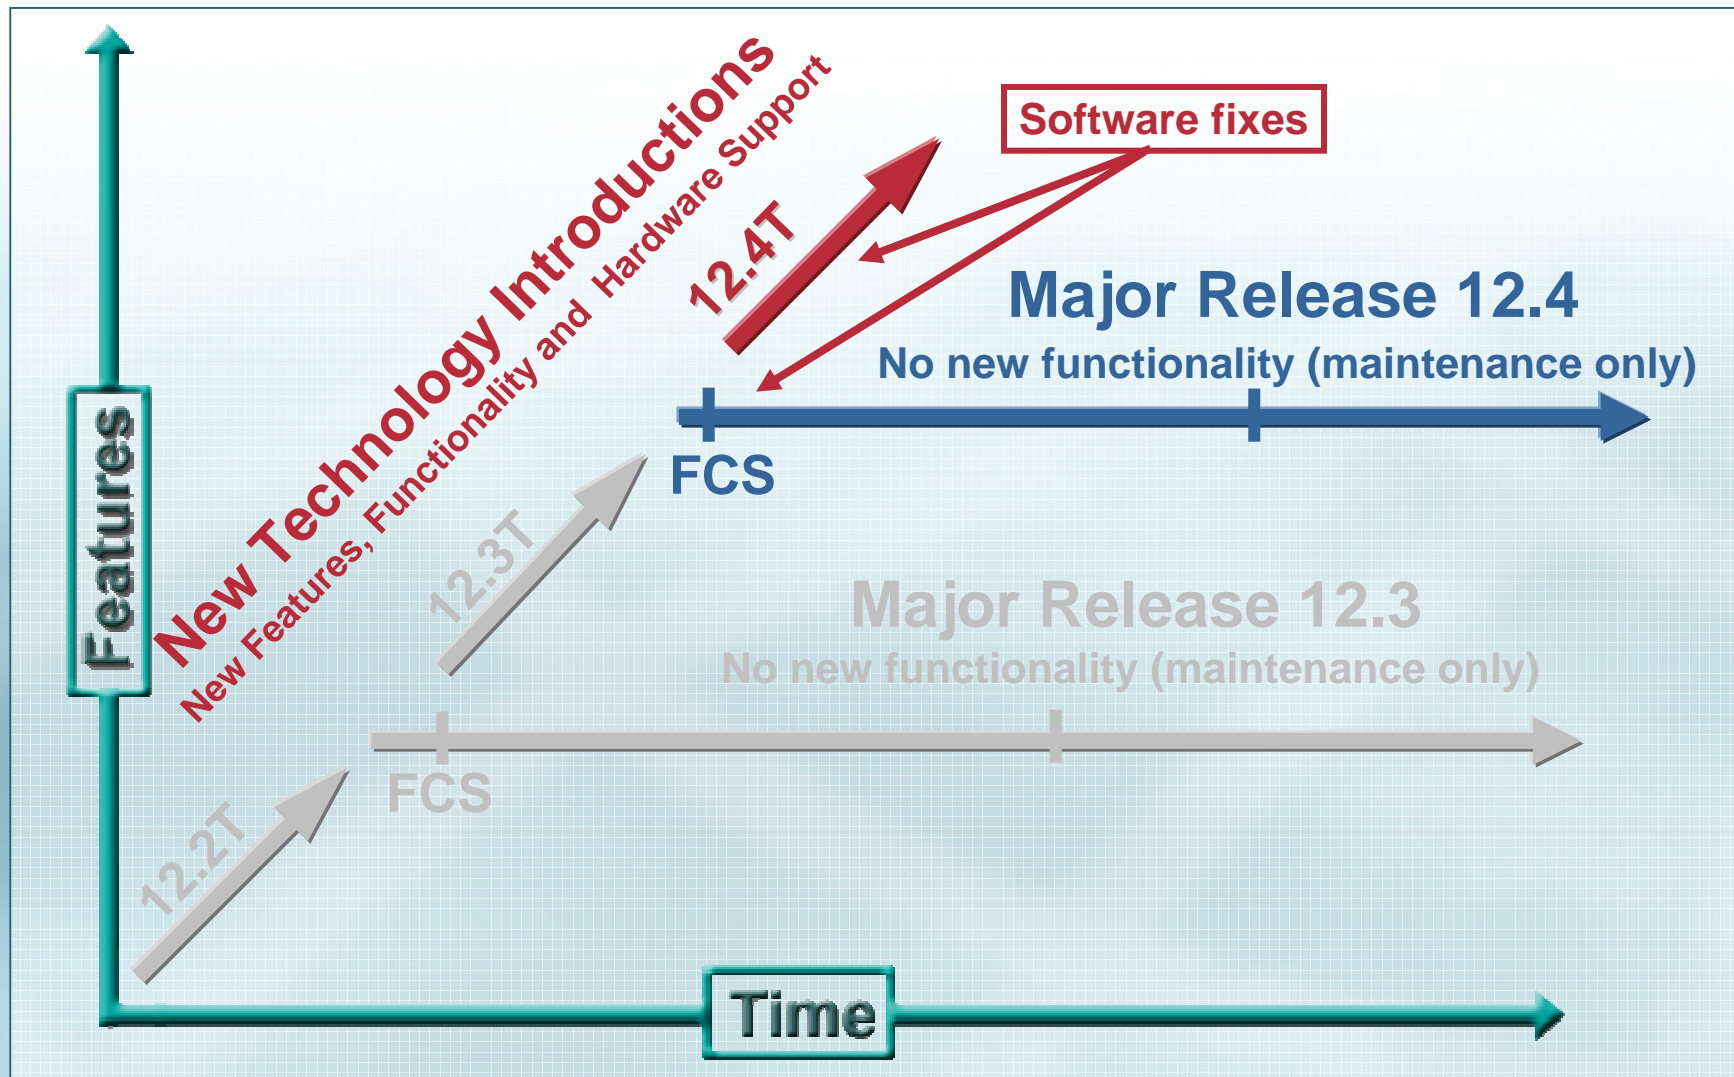 New Technology Introductions
New Features, Functionality and Hardware Support
Software fixes
12.4T
Major Release 12.4
No new functionality (maintenance only)
FCS
Features
12.3T
Major Release 12.3
No new functionality (maintenance only)
FCS
12.2T
Time